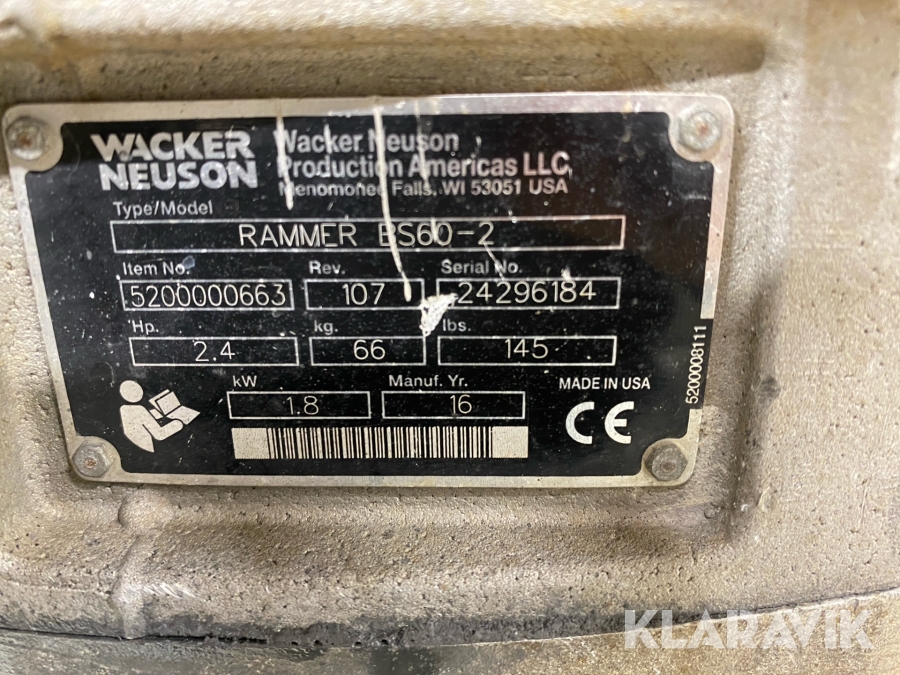 WACKER
NEUSON
Wacker Neuson
Production Americas LLC
Menomonee Falls, WI 53051 USA
Type/Model
RAMMER BS60-2
Item No. Rev. Serial No.
5200000663 107 24296184
Hp. kg. lbs.
2.4 66 145
kW Manuf. Yr. MADE IN USA
1.8 16
CE
5200008111
KLARAVIK